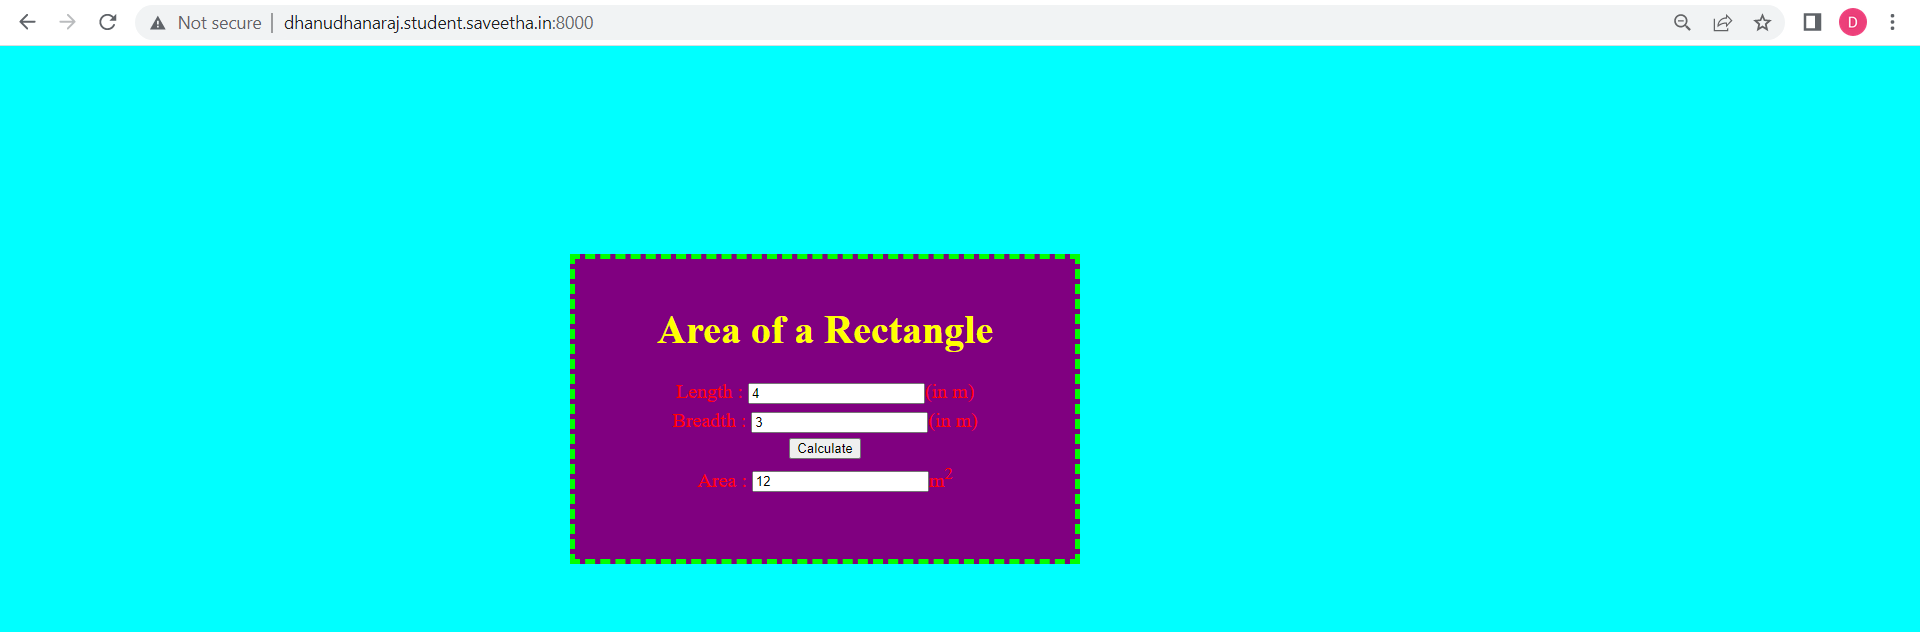 Not secure | dhanudhanaraj.student.saveetha.in:8000 D
Area of a Rectangle
Length : 4 (in m)
Breadth : 3 (in m)
Calculate
Area : 12 m²